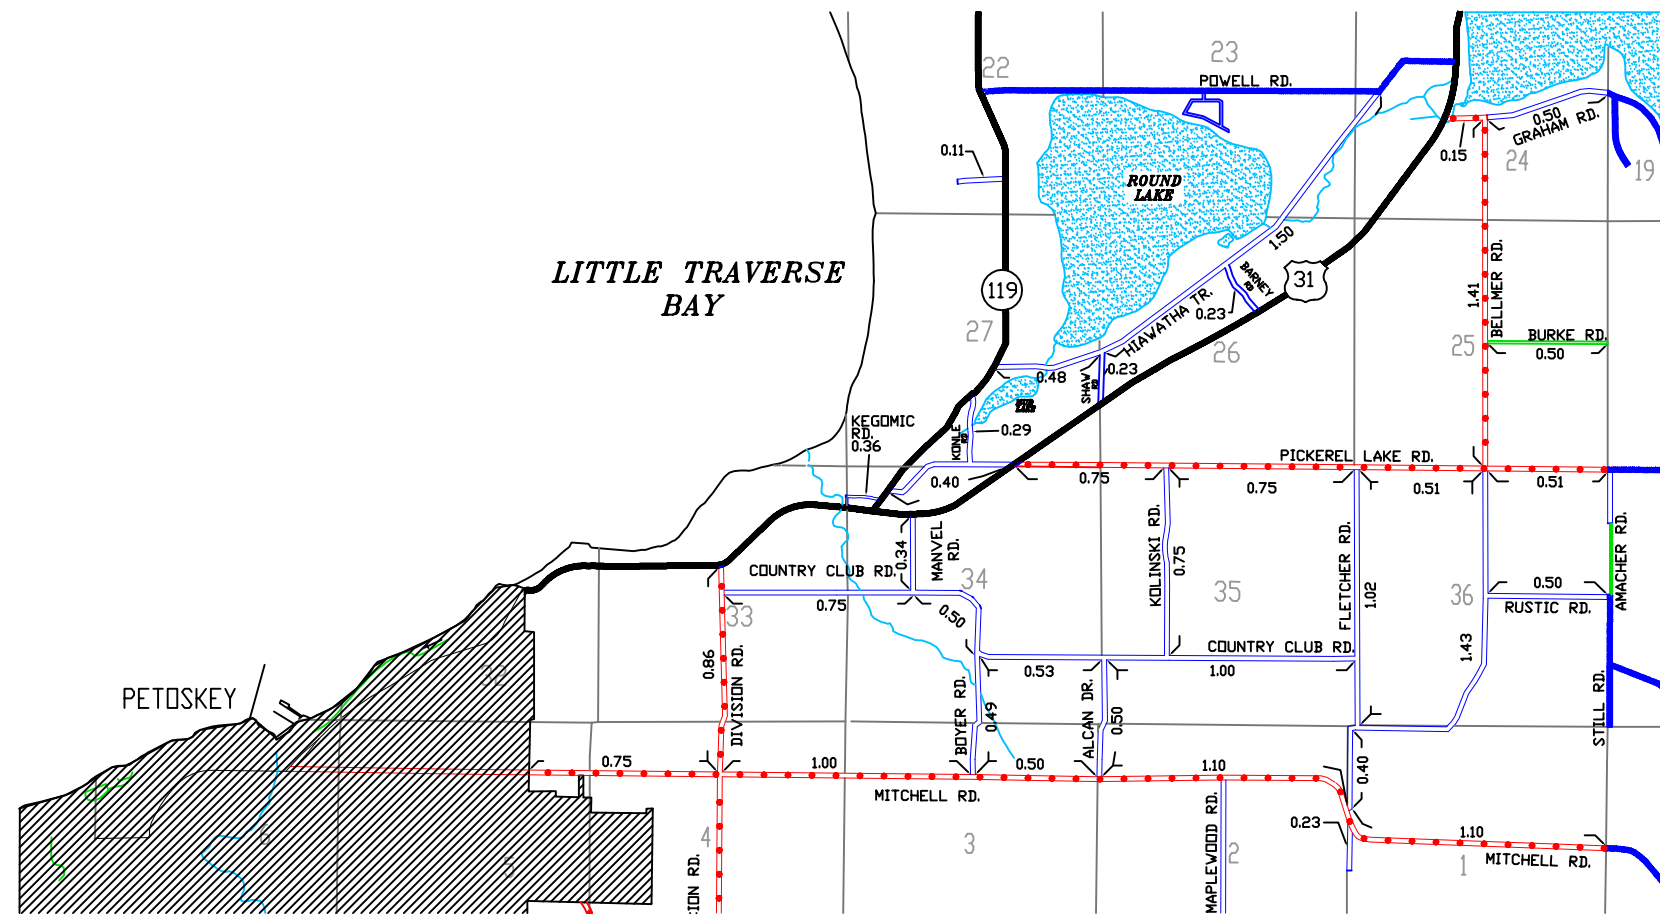 23
22
POWELL RD.
0.50
GRAHAM RD.
0.11
0.15
24
19
ROUND
LAKE
1.50
LITTLE TRAVERSE
BAY
119
31
BARNEY
RD
BELLMER RD.
1.41
0.23
HIAWATHA TR.
27
26
25
BURKE RD.
0.50
0.48
SHAW
RD
0.23
KEGOMIC
RD.
0.36
KONLE
RD
0.29
PICKEREL LAKE RD.
0.40
0.75
0.75
0.51
0.51
0.34
MANVEL
RD.
KOLINSKI RD.
0.75
FLETCHER RD.
1.02
AMACHER RD.
COUNTRY CLUB RD.
34
35
36
0.75
0.50
33
0.50
RUSTIC RD.
0.86
DIVISION RD.
COUNTRY CLUB RD.
1.43
0.53
1.00
32
PETOSKEY
BOYER RD.
0.49
ALCAN DR.
0.50
STILL RD.
0.75
1.00
0.50
1.10
0.40
MITCHELL RD.
MAPLEWOOD RD.
0.23
1.10
6
5
4
3
2
1
MITCHELL RD.
ION RD.